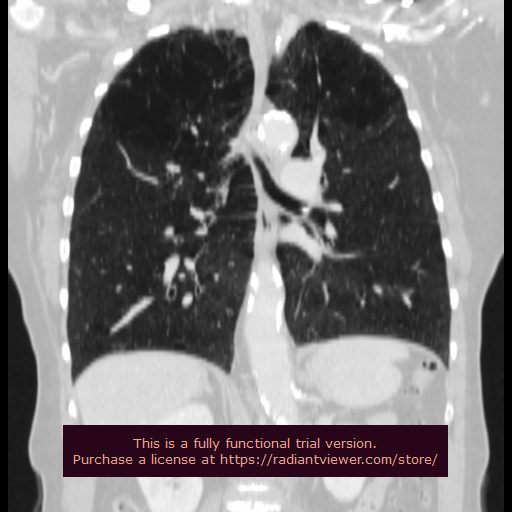 This is a fully functional trial version.
Purchase a license at https://radiantviewer.com/store/